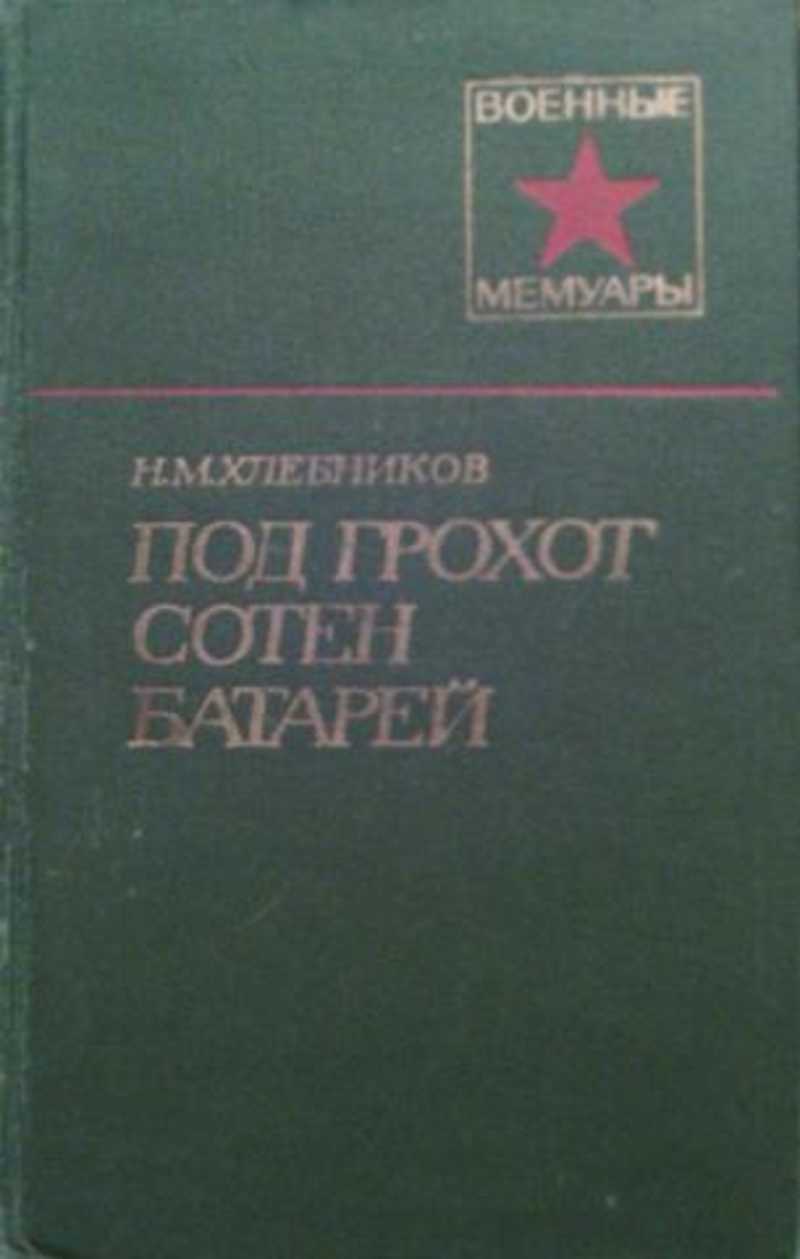 ВОЕННЫЕ
МЕМУАРЫ
Н.М.ХЛЕБНИКОВ
ПОД ГРОХОТ
СОТЕН
БАТАРЕЙ